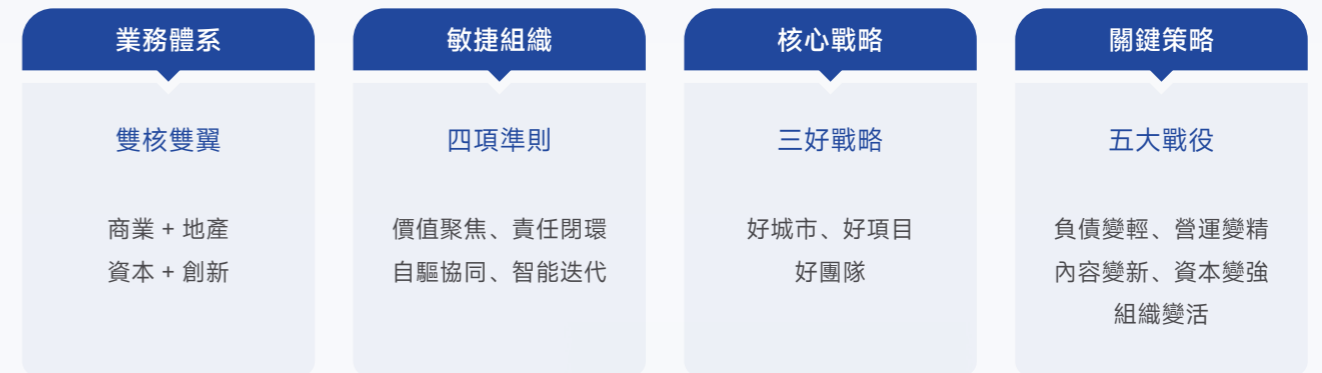 業務體系
雙核雙翼
商業 + 地產
資本 + 創新
敏捷組織
四項準則
價值聚焦、責任閉環
自驅協同、智能迭代
核心戰略
三好戰略
好城市、好項目
好團隊
關鍵策略
五大戰役
負債變輕、營運變精
內容變新、資本變強
組織變活